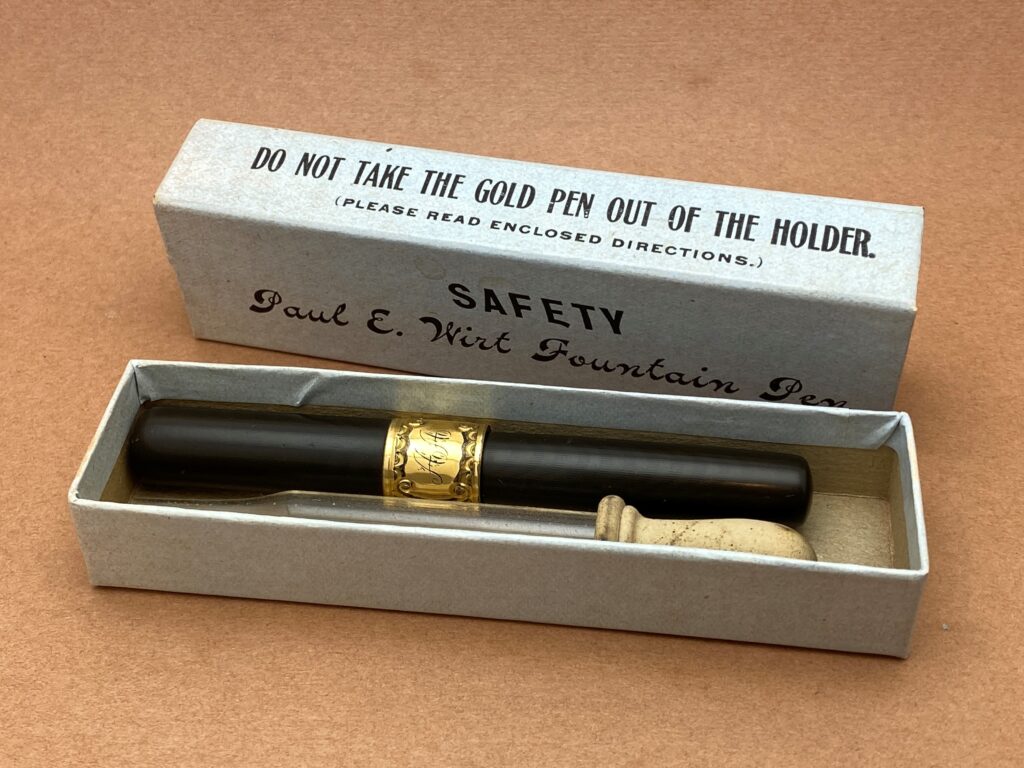 DO NOT TAKE THE GOLD PEN OUT OF THE HOLDER.
(PLEASE READ ENCLOSED DIRECTIONS.)
SAFETY
Paul E. Wirt Fountain Pen